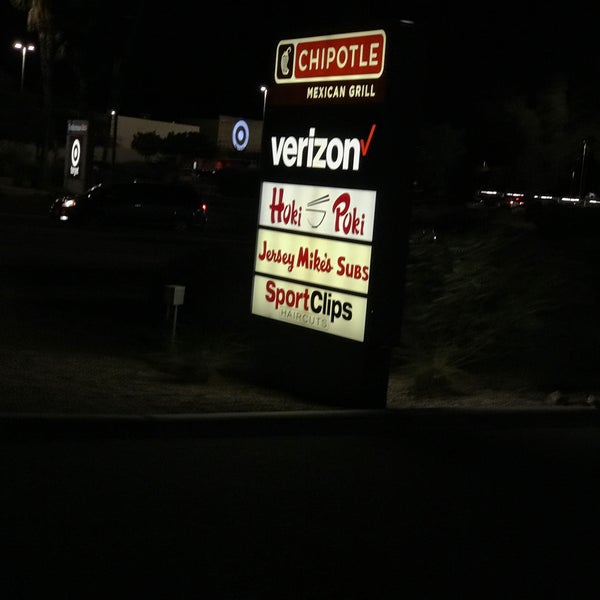 CHIPOTLE
MEXICAN GRILL
verizon
Hoki Poki
Jersey Mike's Subs
SportClips
HAIRCUTS